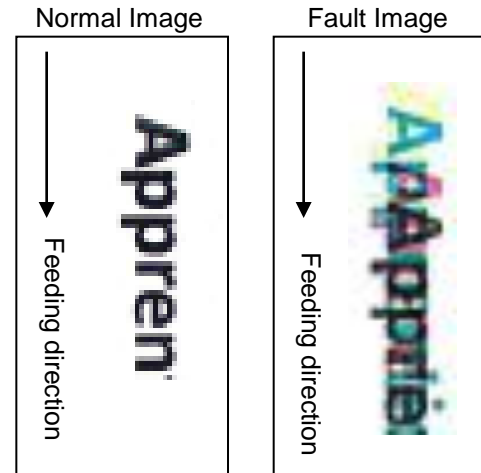 Normal Image
Fault Image
Feeding direction
Appren
Feeding direction